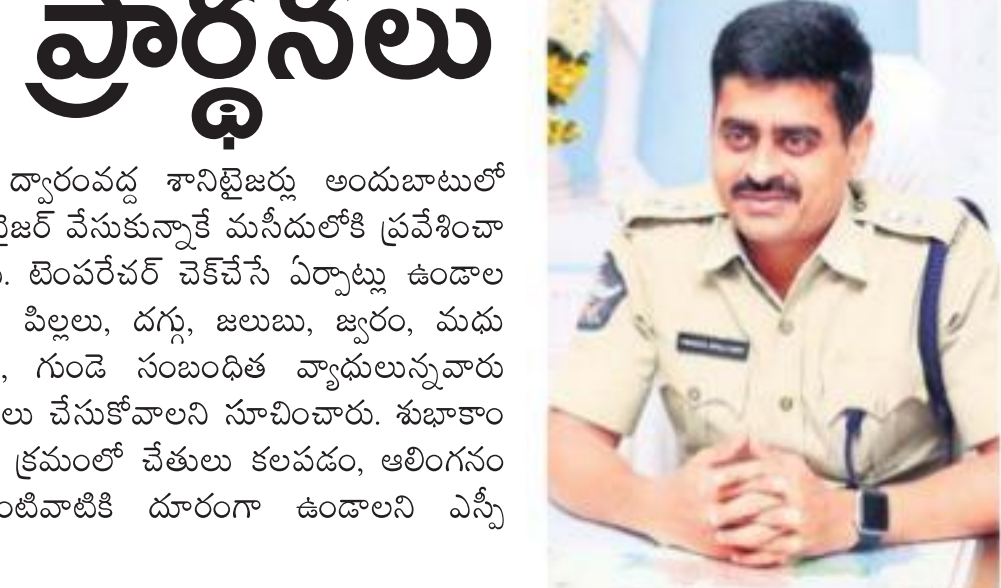 ప్రార్థనలు
ద్వారంవద్ద శానిటైజర్లు అందుబాటులో
వేసుకున్నాకే మసీదులోకి ప్రవేశించా
టెంపరేచర్ చెక్‌చేసే ఏర్పాట్లు ఉండాల
పిల్లలు, దగ్గు, జలుబు, జ్వరం, మధు
, గుండె సంబంధిత వ్యాధులున్నవారు
లు చేసుకోవాలని సూచించారు. శుభాకాం
క్రమంలో చేతులు కలపడం, ఆలింగనం
ంటివాటికి దూరంగా ఉండాలని ఎస్పీ